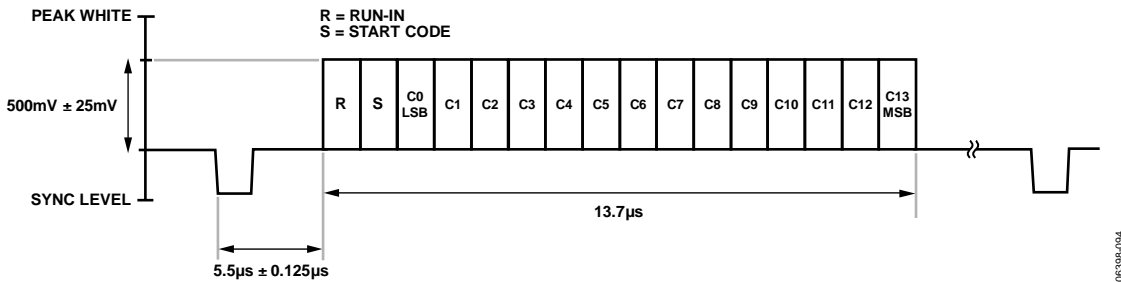 PEAK WHITE
R = RUN-IN
S = START CODE
500mV ± 25mV
R
S
C0
LSB
C1
C2
C3
C4
C5
C6
C7
C8
C9
C10
C11
C12
C13
MSB
SYNC LEVEL
13.7µs
5.5µs ± 0.125µs
06398-094